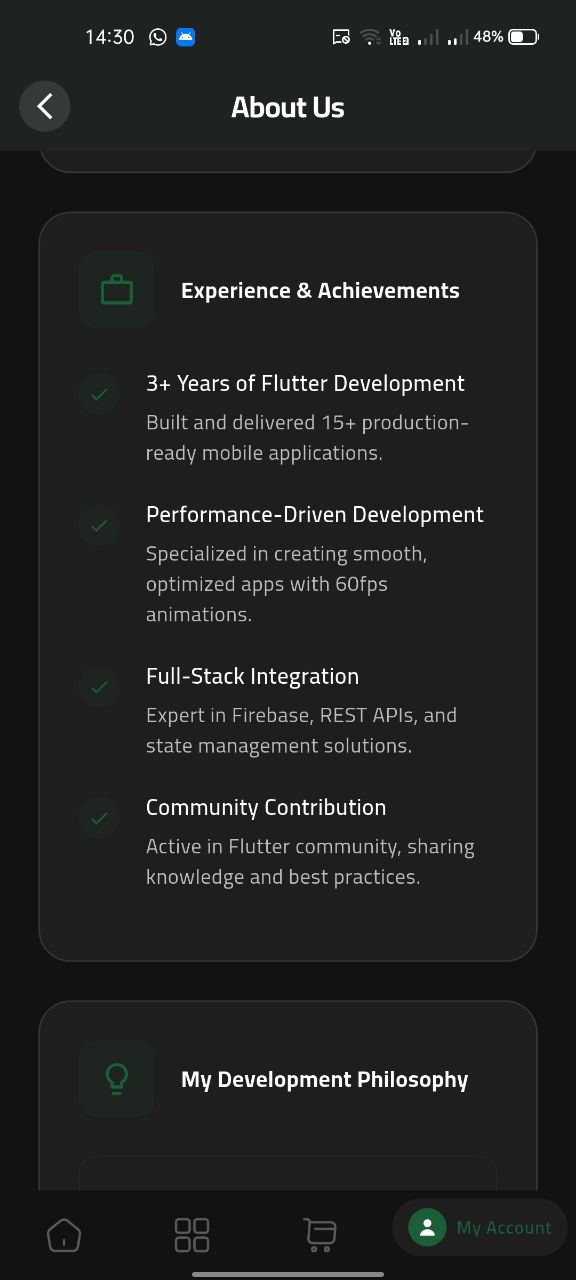 14:30
Vo
LTE2
48%
About Us
Experience & Achievements
3+ Years of Flutter Development
Built and delivered 15+ production-
ready mobile applications.
Performance-Driven Development
Specialized in creating smooth,
optimized apps with 60fps
animations.
Full-Stack Integration
Expert in Firebase, REST APIs, and
state management solutions.
Community Contribution
Active in Flutter community, sharing
knowledge and best practices.
My Development Philosophy
My Account